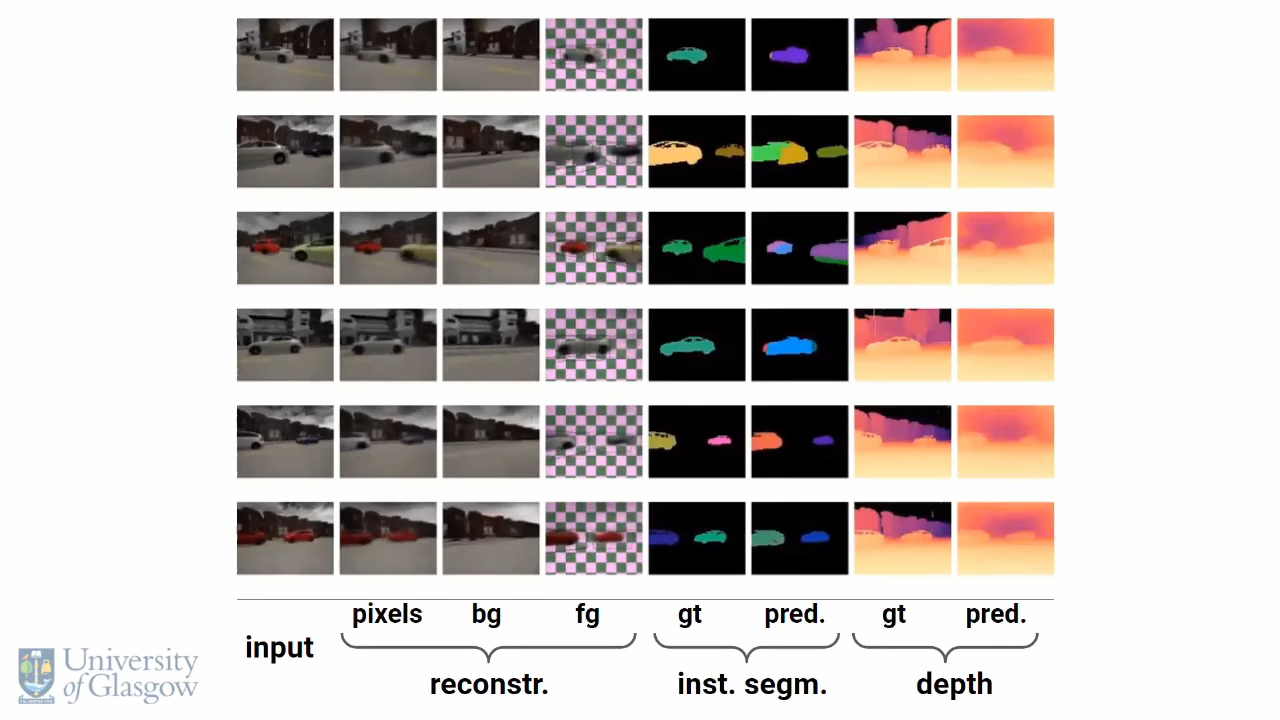 pixels bg fg gt pred. gt pred.
input
reconstr. inst. segm. depth
University
of Glasgow